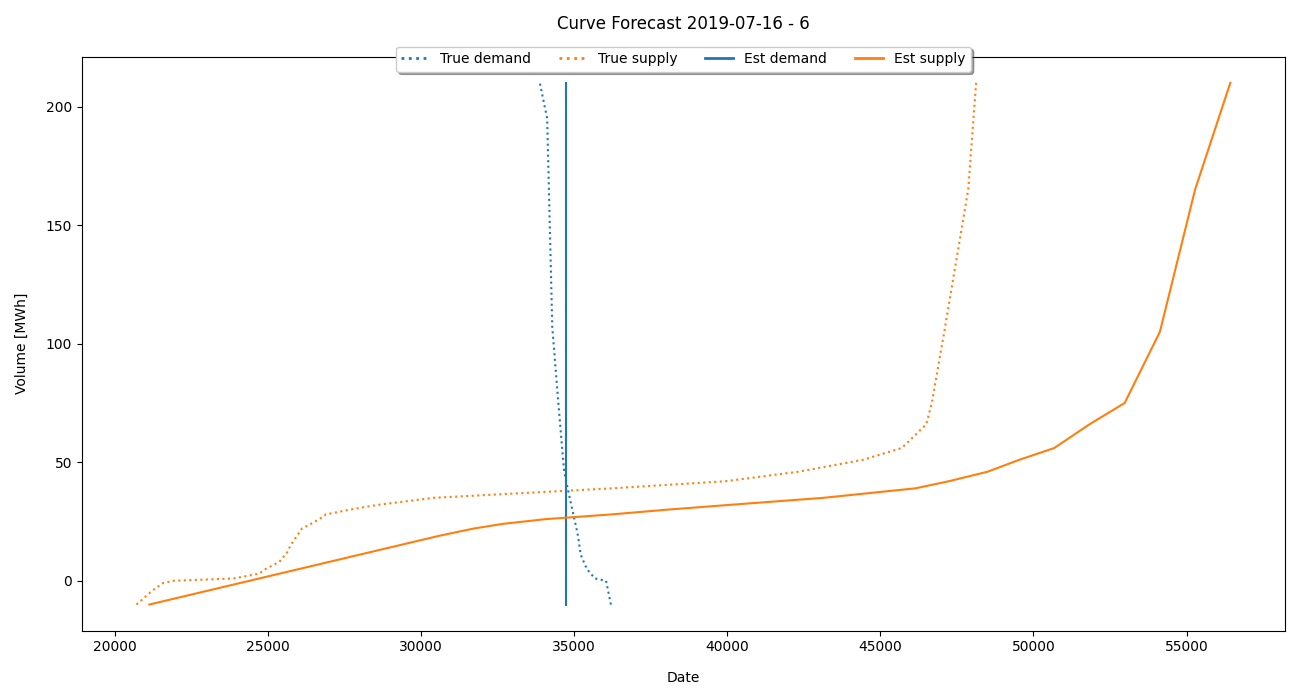 Curve Forecast 2019-07-16 - 6
True demand True supply Est demand Est supply
200
150
100
50
0
Volume [MWh]
20000 25000 30000 35000 40000 45000 50000 55000
Date